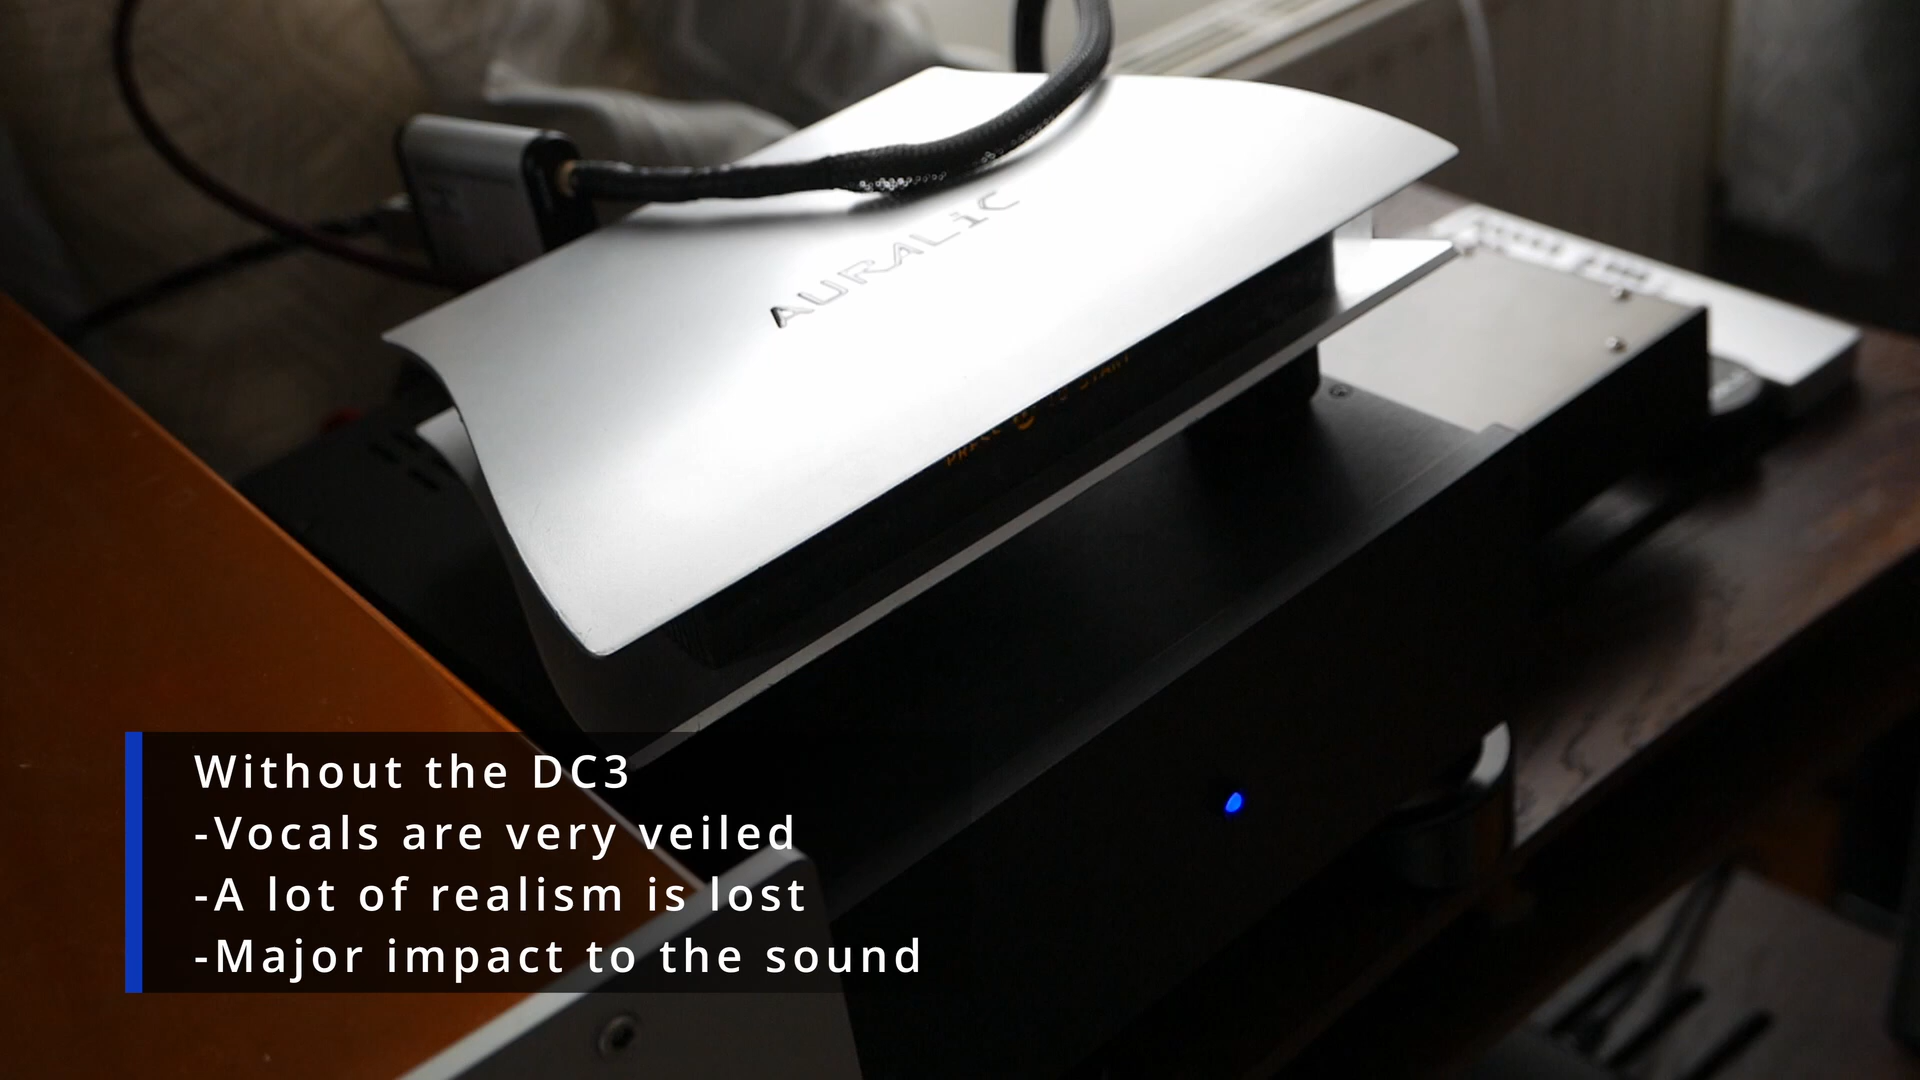 AURALiC
Without the DC3
-Vocals are very veiled
-A lot of realism is lost
-Major impact to the sound